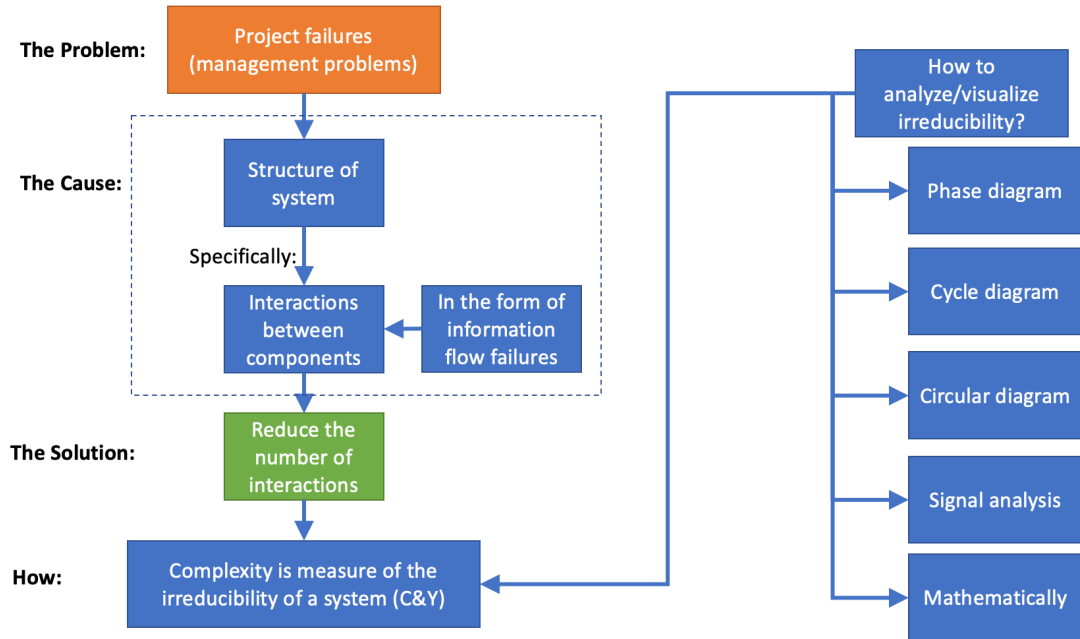 The Problem:
Project failures
(management problems)
The Cause:
Structure of
system
Specifically:
Interactions
between
components
In the form of
information
flow failures
The Solution:
Reduce the
number of
interactions
How:
Complexity is measure of the
irreducibility of a system (C&Y)
How to
analyze/visualize
irreducibility?
Phase diagram
Cycle diagram
Circular diagram
Signal analysis
Mathematically